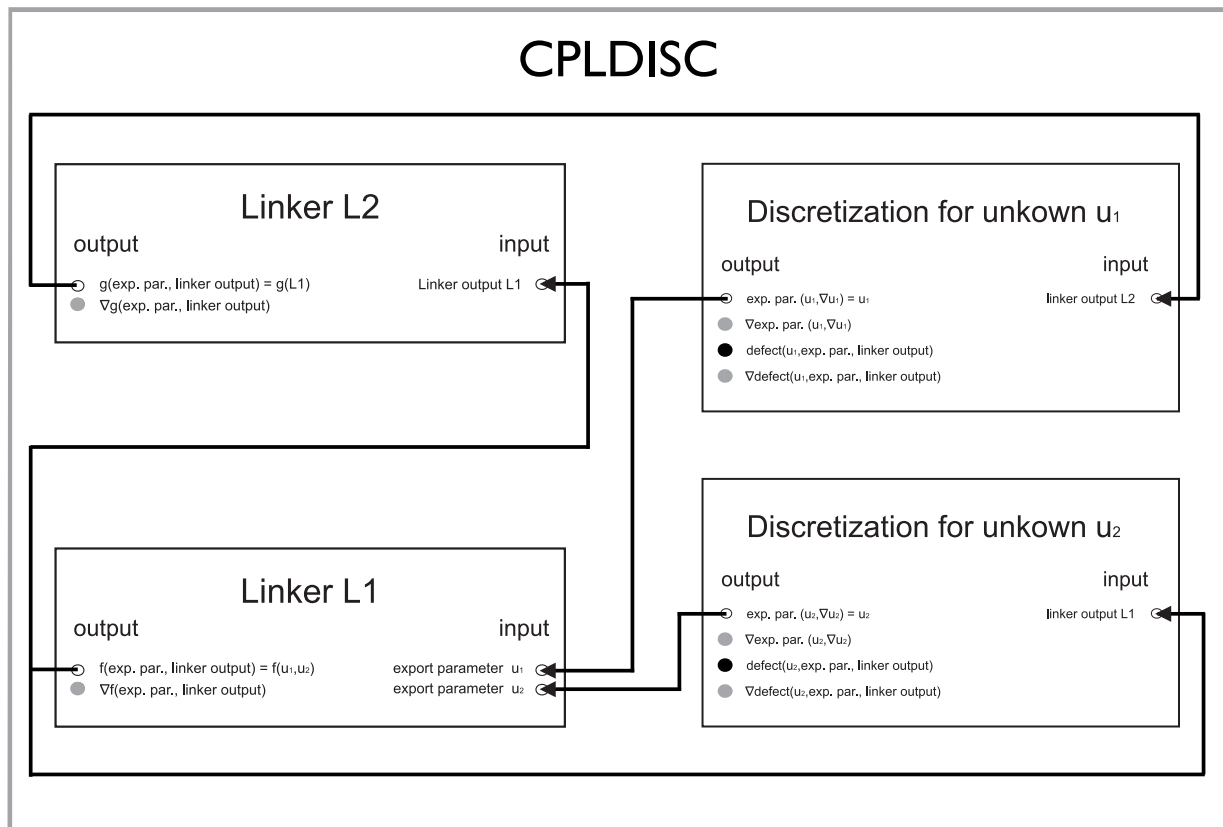 CPLDISC
Linker L2
output
input
g(exp. par., linker output) = g(L1)
Linker output L1
∇g(exp. par., linker output)
Discretization for unkown u₁
output
input
exp. par. (u₁,∇u₁) = u₁
linker output L2
∇exp. par. (u₁,∇u₁)
defect(u₁,exp. par., linker output)
∇defect(u₁,exp. par., linker output)
Linker L1
output
input
f(exp. par., linker output) = f(u₁,u₂)
export parameter u₁
∇f(exp. par., linker output)
export parameter u₂
Discretization for unkown u₂
output
input
exp. par. (u₂,∇u₂) = u₂
linker output L1
∇exp. par. (u₂,∇u₂)
defect(u₂,exp. par., linker output)
∇defect(u₂,exp. par., linker output)